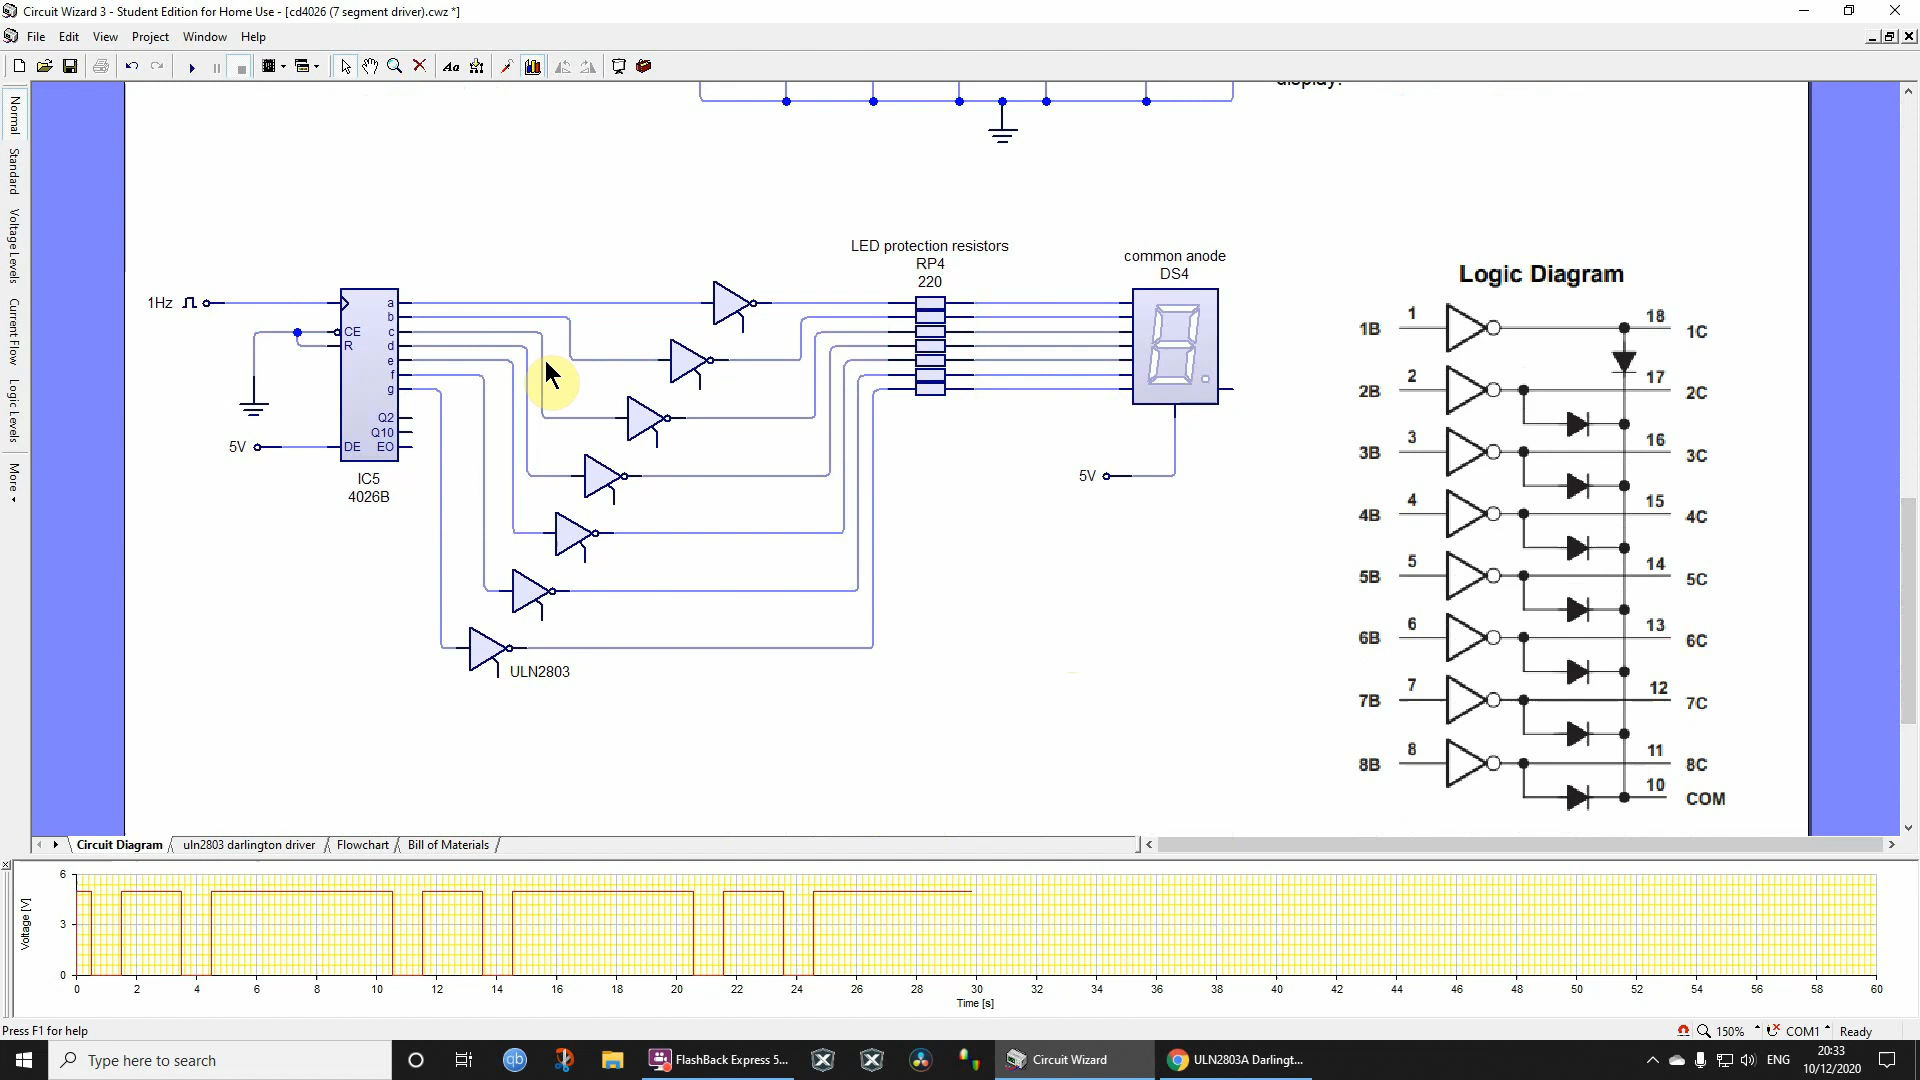 Circuit Wizard 3 - Student Edition for Home Use - [cd4026 (7 segment driver).cwz *]
File Edit View Project Window Help
Aa
Normal
Standard
Voltage Levels
Current Flow
Logic Levels
More
display.
LED protection resistors
RP4
220
common anode
DS4
1Hz
CE
R
DE
a
b
c
d
e
f
g
Q2
Q10
EO
5V
IC5
4026B
5V
ULN2803
Logic Diagram
1B 1 18 1C
2B 2 17 2C
3B 3 16 3C
4B 4 15 4C
5B 5 14 5C
6B 6 13 6C
7B 7 12 7C
8B 8 11 8C
10 COM
Circuit Diagram uln2803 darlington driver Flowchart Bill of Materials
Voltage [V]
6
3
0
0 2 4 6 8 10 12 14 16 18 20 22 24 26 28 30 32 34 36 38 40 42 44 46 48 50 52 54 56 58 60
Time [s]
Press F1 for help
150% COM1 Ready
Type here to search
qb
FlashBack Express 5...
Circuit Wizard
ULN2803A Darlingt...
ENG
20:33
10/12/2020